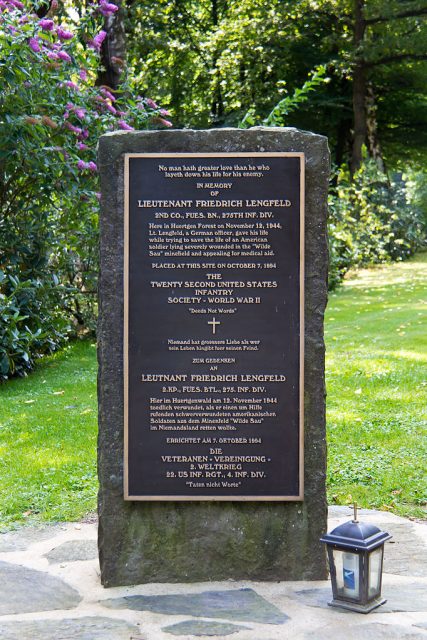 No man hath greater love than he who
layeth down his life for his enemy.
IN MEMORY
OF
LIEUTENANT FRIEDRICH LENGFELD
2ND CO., FUES. BN., 275TH INF. DIV.
Here in Huertgen Forest on November 12, 1944,
Lt. Lengfeld, a German officer, gave his life
while trying to save the life of an American
soldier lying severely wounded in the "Wilde
Sau" minefield and appealing for medical aid.
PLACED AT THIS SITE ON OCTOBER 7, 1994
THE
TWENTY SECOND UNITED STATES
INFANTRY
SOCIETY - WORLD WAR II
"Deeds Not Words"
Niemand hat groessere Liebe als wer
sein Leben hingibt fuer seinen Feind.
ZUM GEDENKEN
AN
LEUTNANT FRIEDRICH LENGFELD
2.KP., FUES. BTL., 275. INF. DIV.
Hier im Huertgenwald am 12. November 1944
toedlich verwundet, als er einem um Hilfe
rufenden schwerverwundeten amerikanischen
Soldaten aus dem Minenfeld "Wilde Sau"
im Niemandsland retten wollte.
ERRICHTET AM 7. OKTOBER 1994
DIE
VETERANEN - VEREINIGUNG -
2. WELTKRIEG
22. US INF. RGT., 4. INF. DIV.
"Taten nicht Worte"